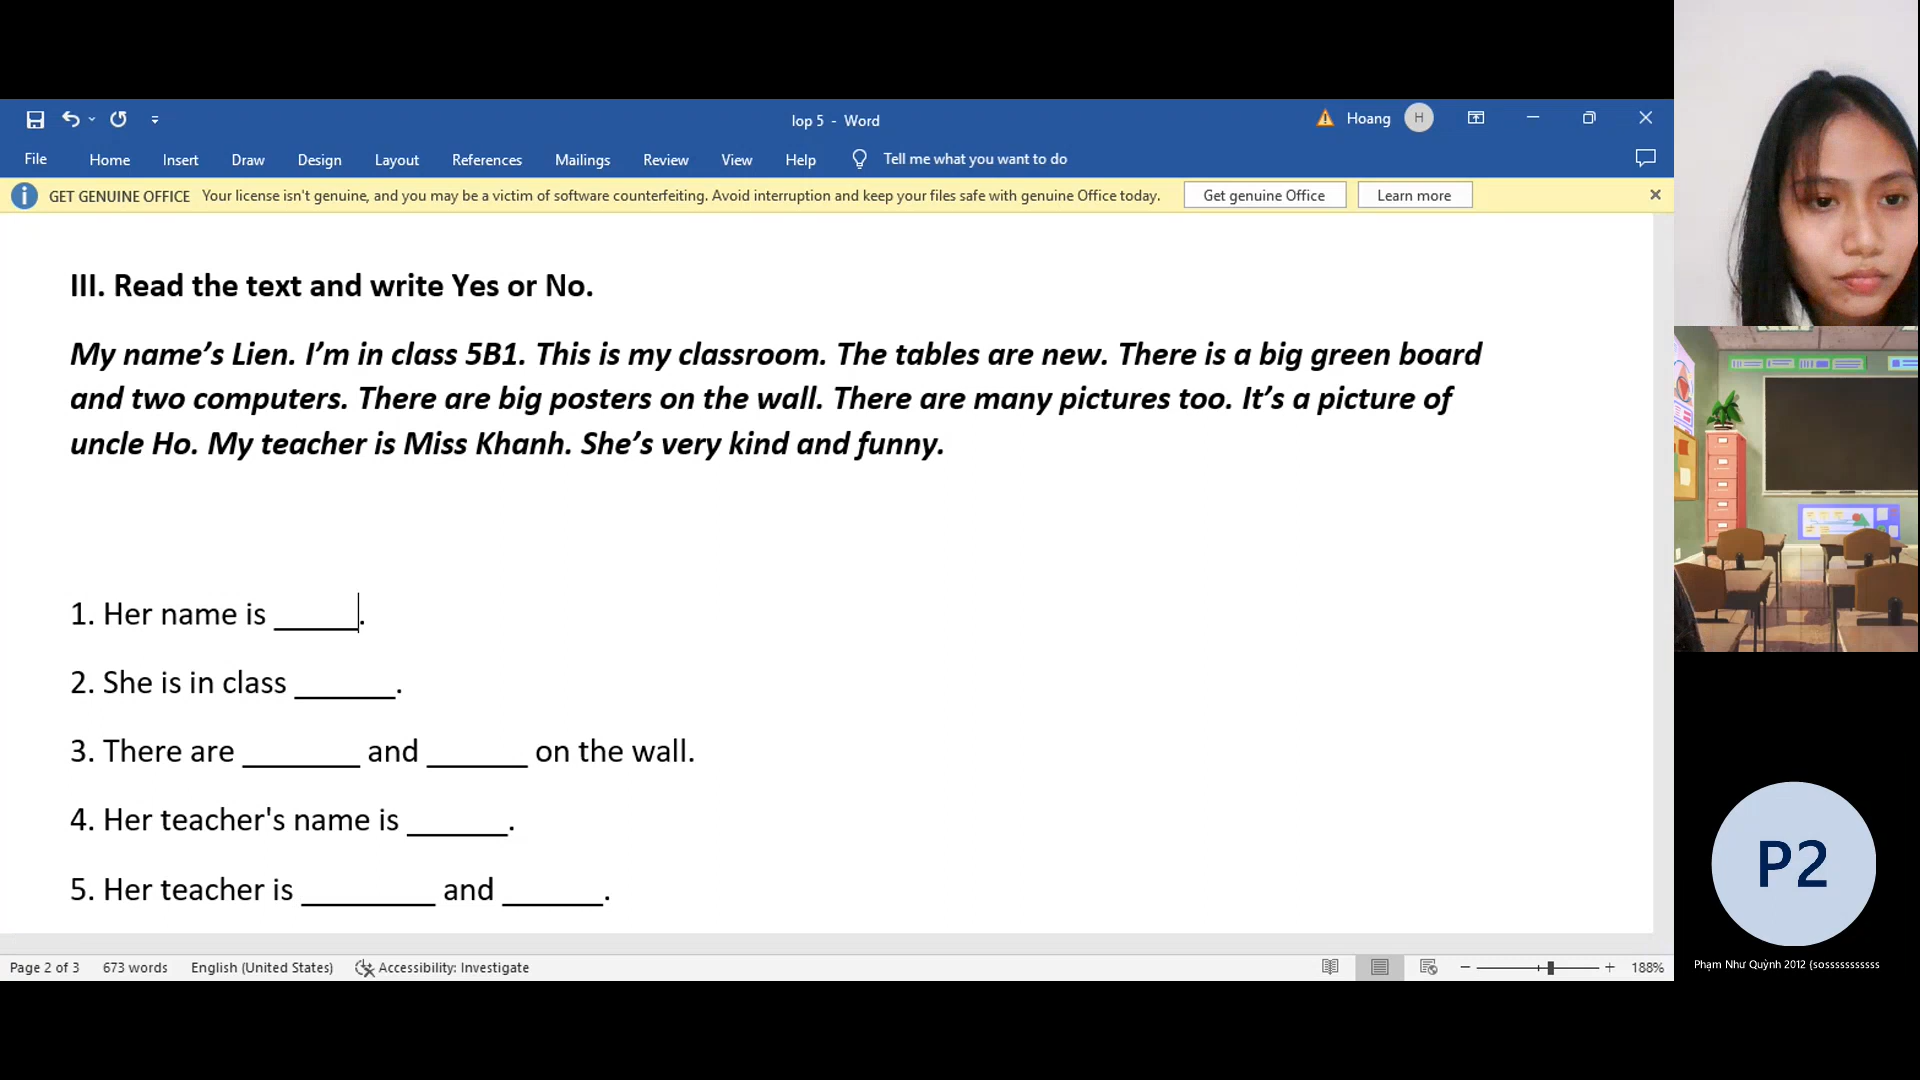 lop 5 - Word
Hoang
H
File Home Insert Draw Design Layout References Mailings Review View Help Tell me what you want to do
GET GENUINE OFFICE Your license isn't genuine, and you may be a victim of software counterfeiting. Avoid interruption and keep your files safe with genuine Office today. Get genuine Office Learn more
III. Read the text and write Yes or No.
My name’s Lien. I’m in class 5B1. This is my classroom. The tables are new. There is a big green board
and two computers. There are big posters on the wall. There are many pictures too. It’s a picture of
uncle Ho. My teacher is Miss Khanh. She’s very kind and funny.
1. Her name is _____.
2. She is in class ______.
3. There are _______ and ______ on the wall.
4. Her teacher's name is ______.
5. Her teacher is ________ and ______.
P2
Phạm Như Quỳnh 2012 (sosssssssssss
Page 2 of 3 673 words English (United States) Accessibility: Investigate 188%